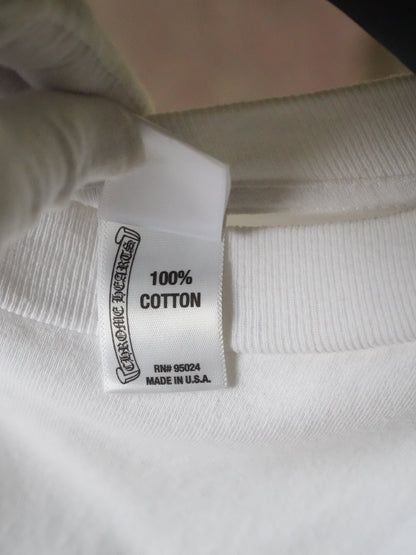 CHROME HEARTS
100%
COTTON
RN# 95024
MADE IN U.S.A.